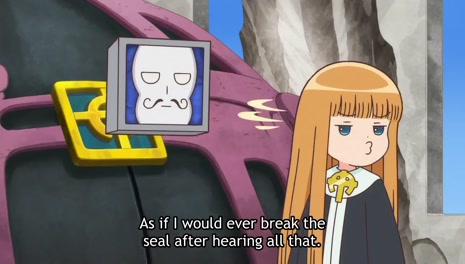 As if I would ever break the
seal after hearing all that.